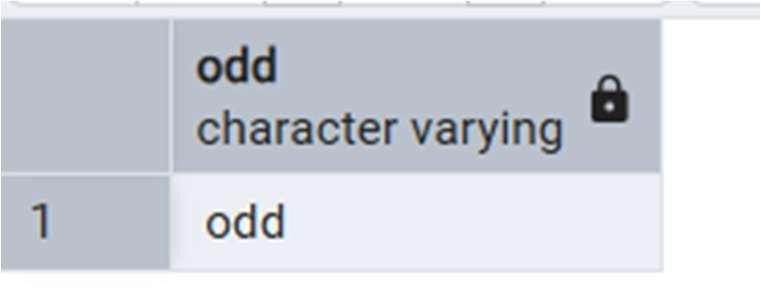 odd
character varying
1 odd